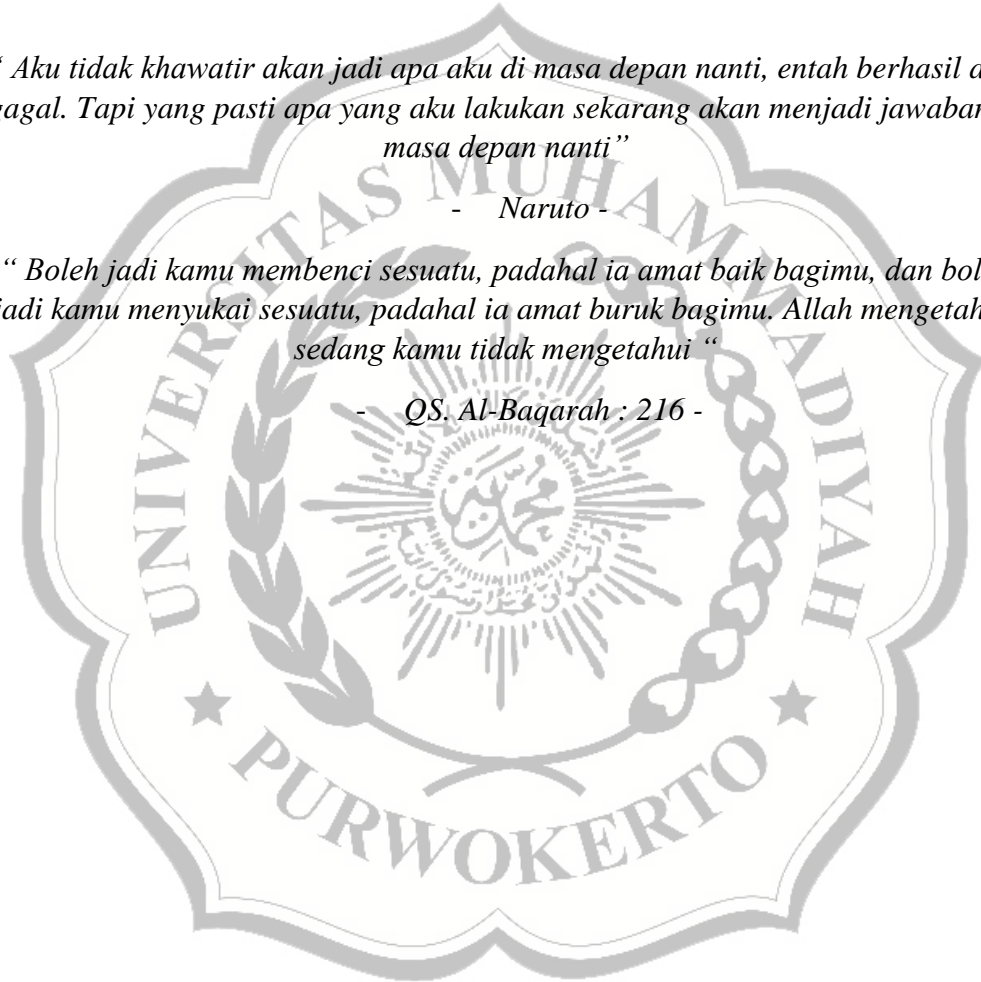 “ Aku tidak khawatir akan jadi apa aku di masa depan nanti, entah berhasil
gagal. Tapi yang pasti apa yang aku lakukan sekarang akan menjadi
masa depan nanti”
- Naruto -
“ Boleh jadi kamu membenci sesuatu, padahal ia amat baik bagimu, dan
jadi kamu menyukai sesuatu, padahal ia amat buruk bagimu. Allah
sedang kamu tidak mengetahui “
- QS. Al-Baqarah : 216 -
UNIVERSITAS MUHAMMADIYAH
PURWOKERTO